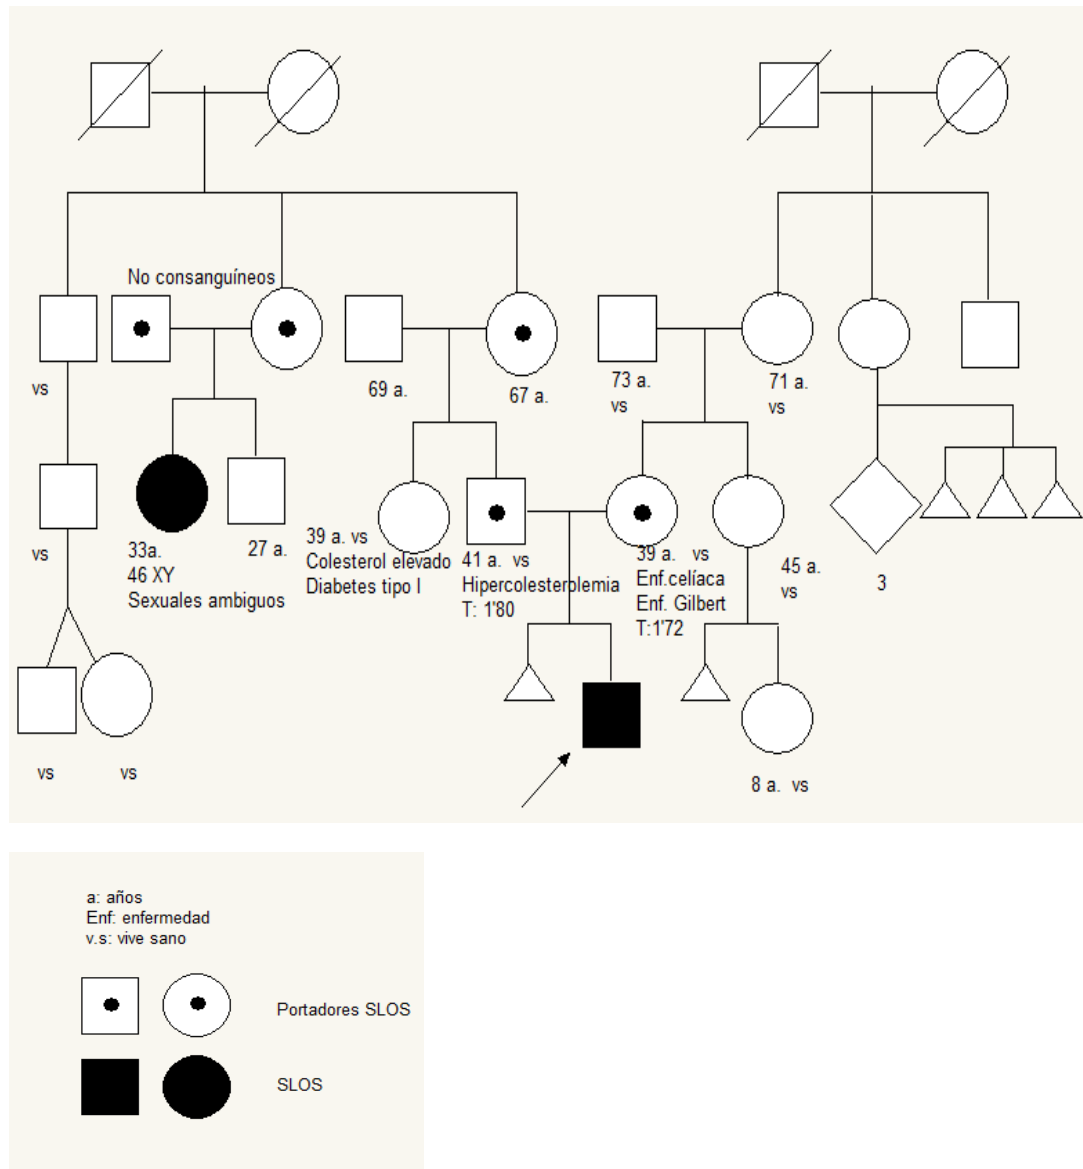 No consanguíneos
vs
69 a.
67 a.
73 a.
vs
71 a.
vs
vs
33a.
46 XY
Sexuales ambiguos
27 a.
39 a. vs
Colesterol elevado
Diabetes tipo I
41 a. vs
Hipercolesterolemia
T: 1'80
39 a. vs
Enf.celíaca
Enf. Gilbert
T:1'72
45 a.
vs
3
vs
vs
8 a. vs
a: años
Enf: enfermedad
v.s: vive sano
Portadores SLOS
SLOS